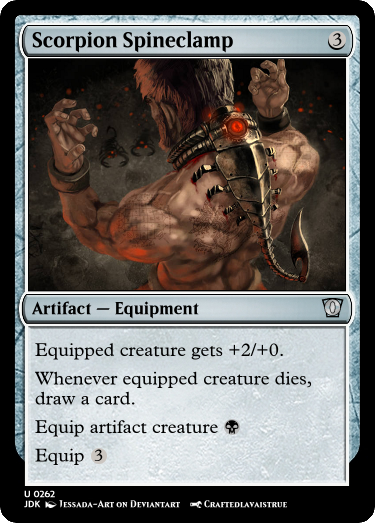 Scorpion Spineclamp 3
Artifact — Equipment
Equipped creature gets +2/+0.
Whenever equipped creature dies,
draw a card.
Equip artifact creature
Equip 3
U 0262
JDK Jessada-Art on Deviantart Craftedlavaistrue